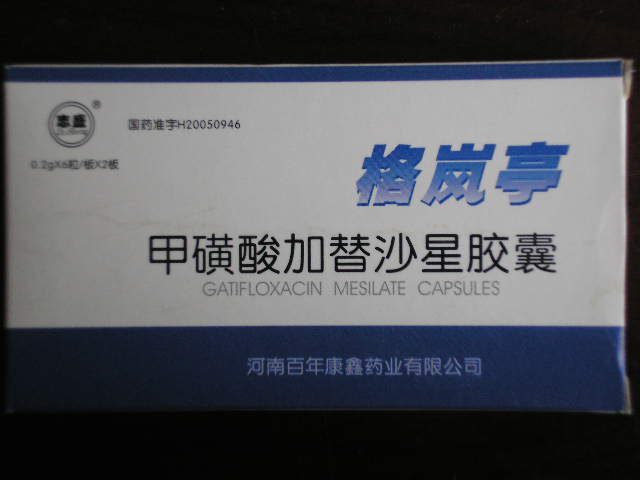 志盛
®
国药准字H20050946
0.2gX6粒/板X2板
格岚亭
甲磺酸加替沙星胶囊
GATIFLOXACIN MESILATE CAPSULES
河南百年康鑫药业有限公司